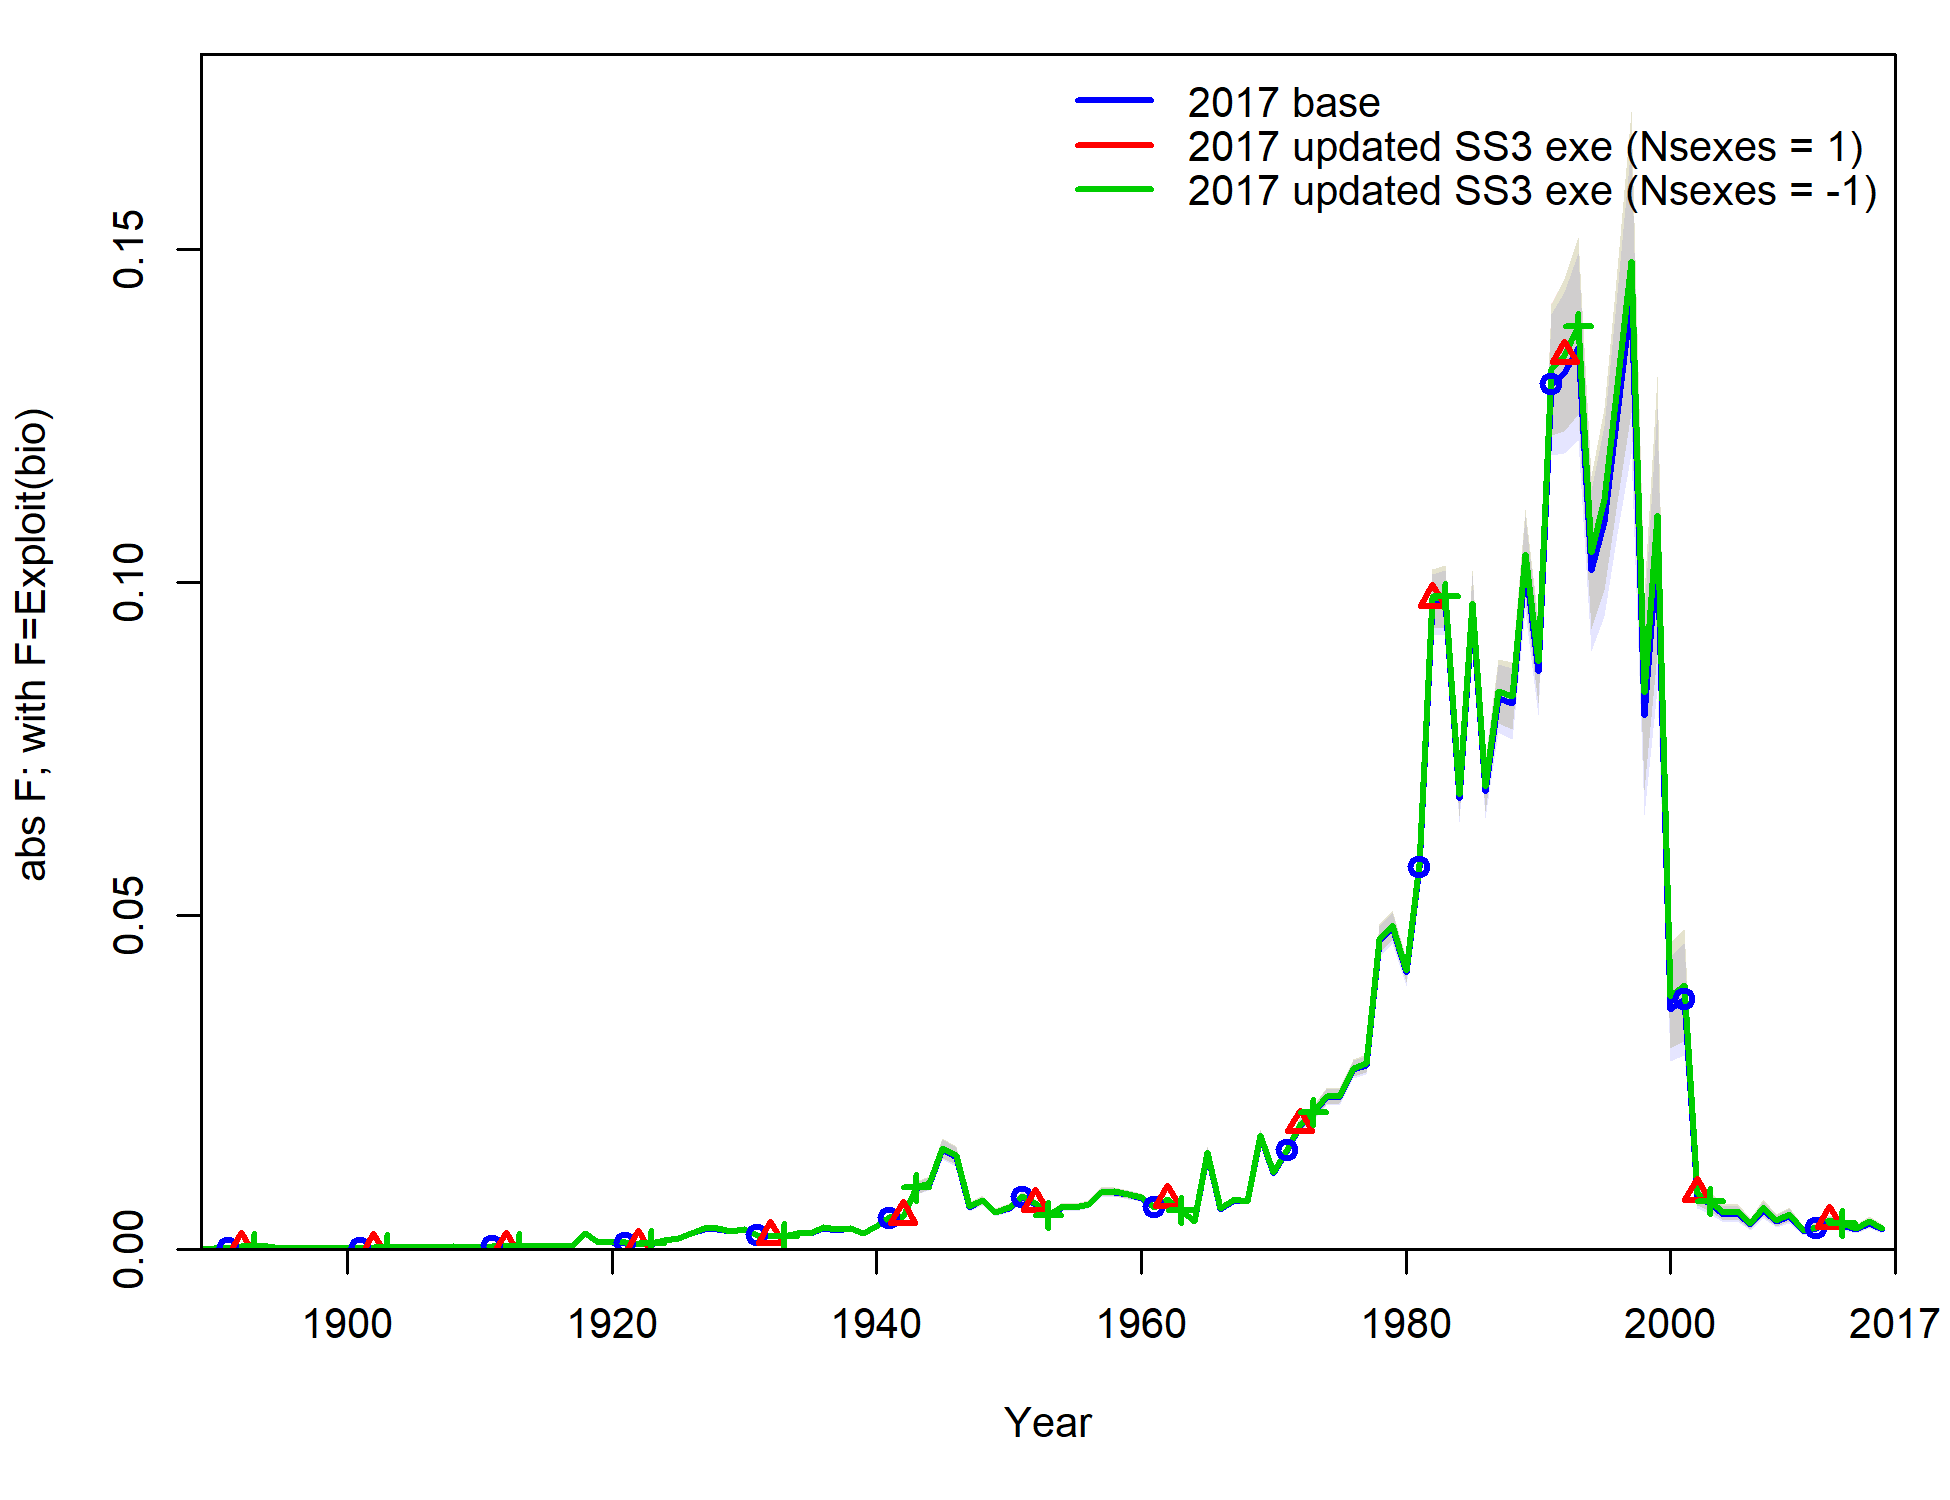 2017 base
2017 updated SS3 exe (Nsexes = 1)
2017 updated SS3 exe (Nsexes = -1)
abs F; with F=Exploit(bio)
0.15
0.10
0.05
0.00
1900 1920 1940 1960 1980 2000 2017
Year